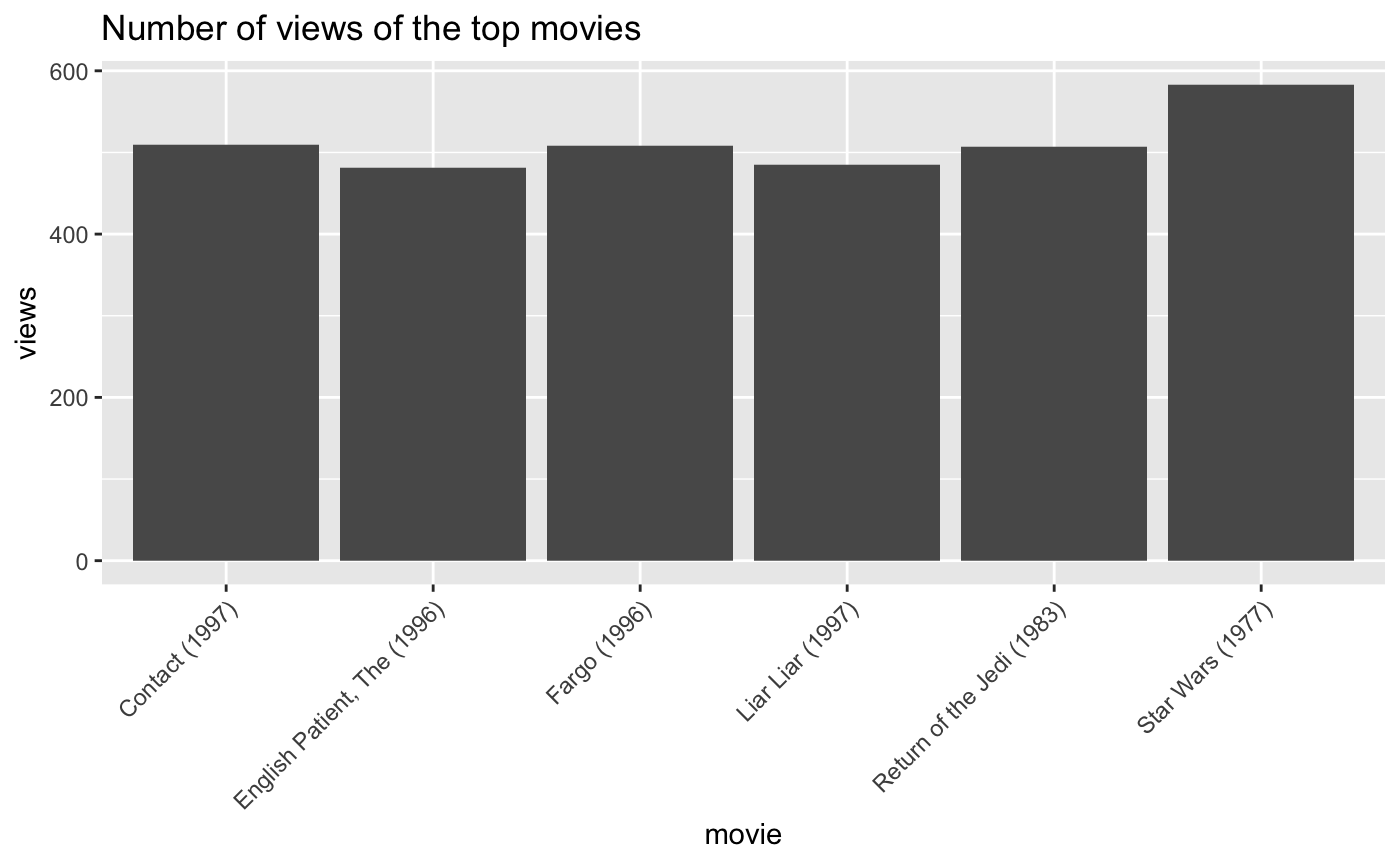 Number of views of the top movies
600
400
200
0
views
Contact (1997)
English Patient, The (1996)
Fargo (1996)
Liar Liar (1997)
Return of the Jedi (1983)
Star Wars (1977)
movie